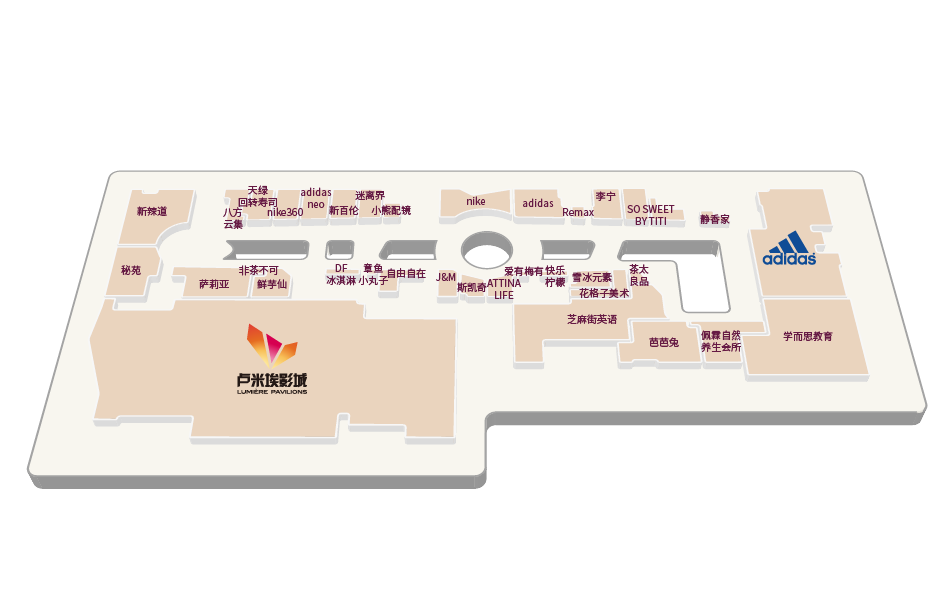 新辣道
天绿
回转寿司
八方
云集
nike360
adidas
neo
新百伦
迷离界
小熊配镜
nike
adidas
Remax
李宁
SO SWEET
BY TITI
静香家
adidas
秘苑
萨莉亚
非茶不可
鲜芋仙
DF
冰淇淋
章鱼
小丸子
自由自在
J&M
斯凯奇
爱有梅有
ATTINA
LIFE
快乐
柠檬
雪冰元素
花格子美术
茶太
良品
芝麻街英语
芭芭兔
佩霖自然
养生会所
学而思教育
卢米埃影城
LUMIÈRE PAVILIONS